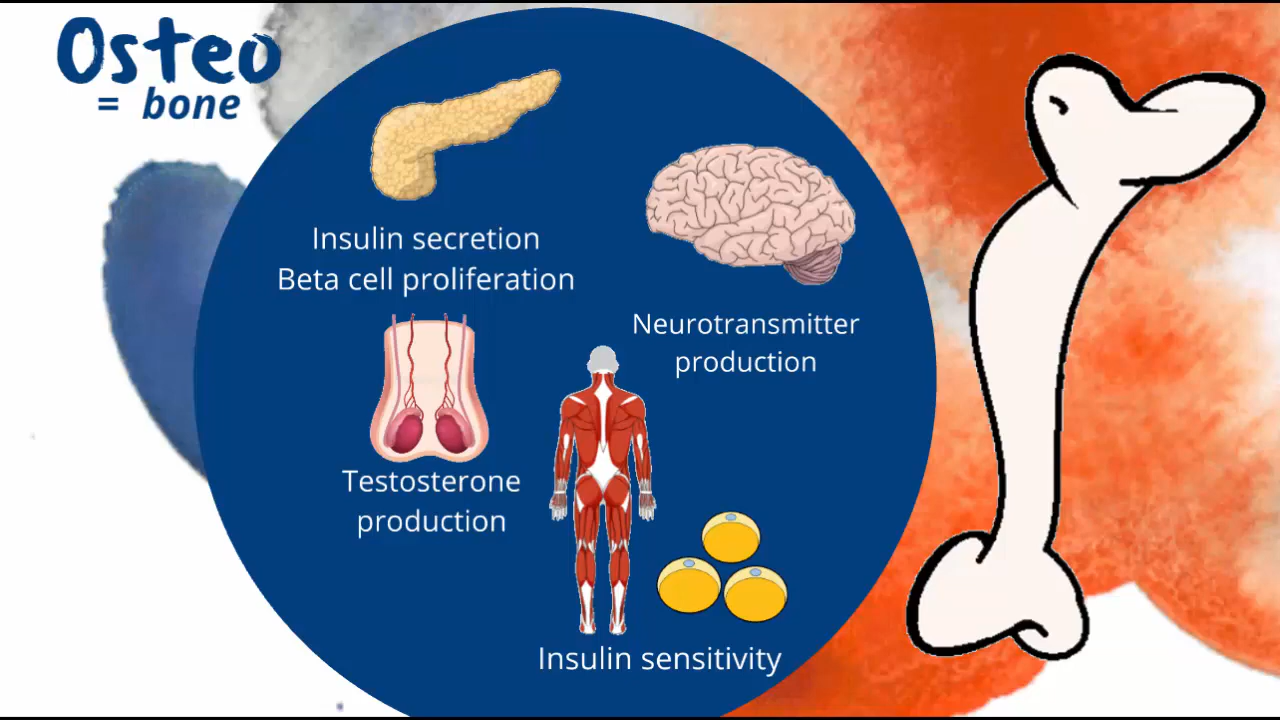 Osteo
= bone
Insulin secretion
Beta cell proliferation
Neurotransmitter
production
Testosterone
production
Insulin sensitivity